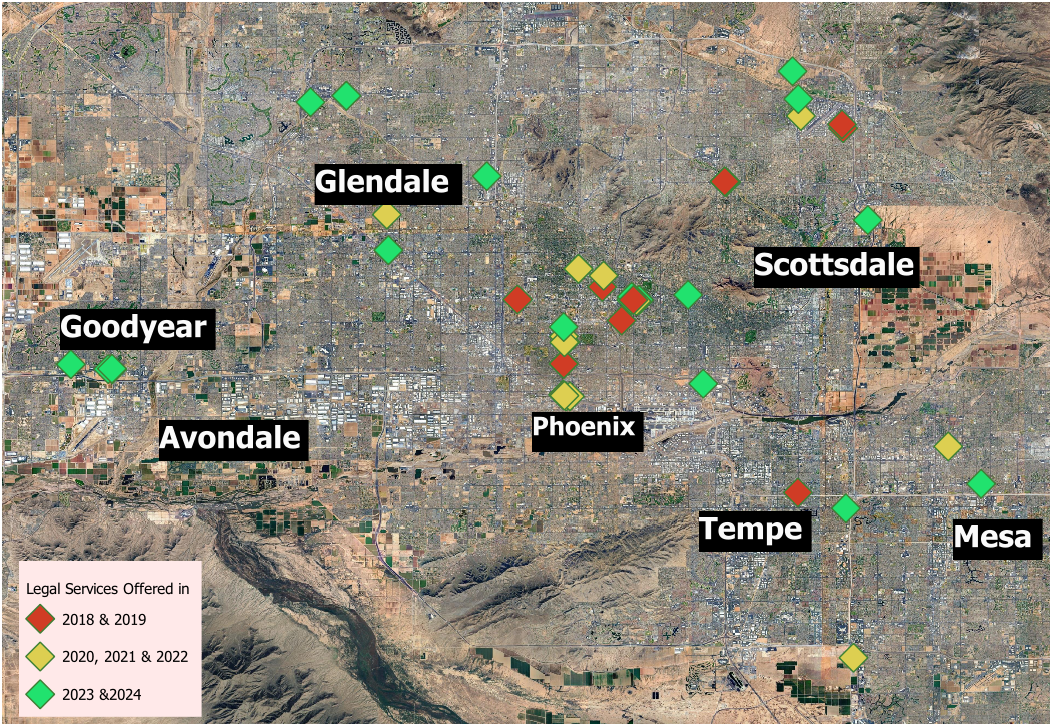 Glendale
Scottsdale
Goodyear
Avondale
Phoenix
Tempe
Mesa
Legal Services Offered in
2018 & 2019
2020, 2021 & 2022
2023 &2024